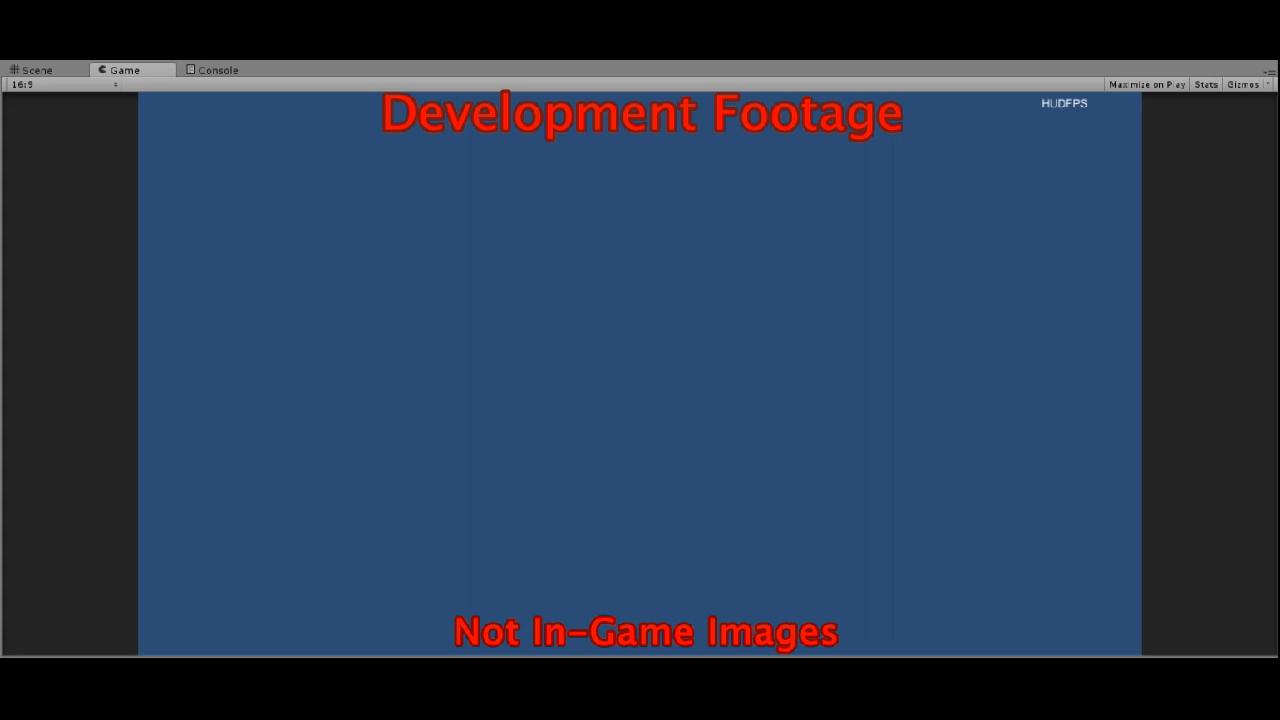 Scene Game Console
16:9 Maximize on Play Stats Gizmos
Development Footage
HUDFPS
Not In-Game Images